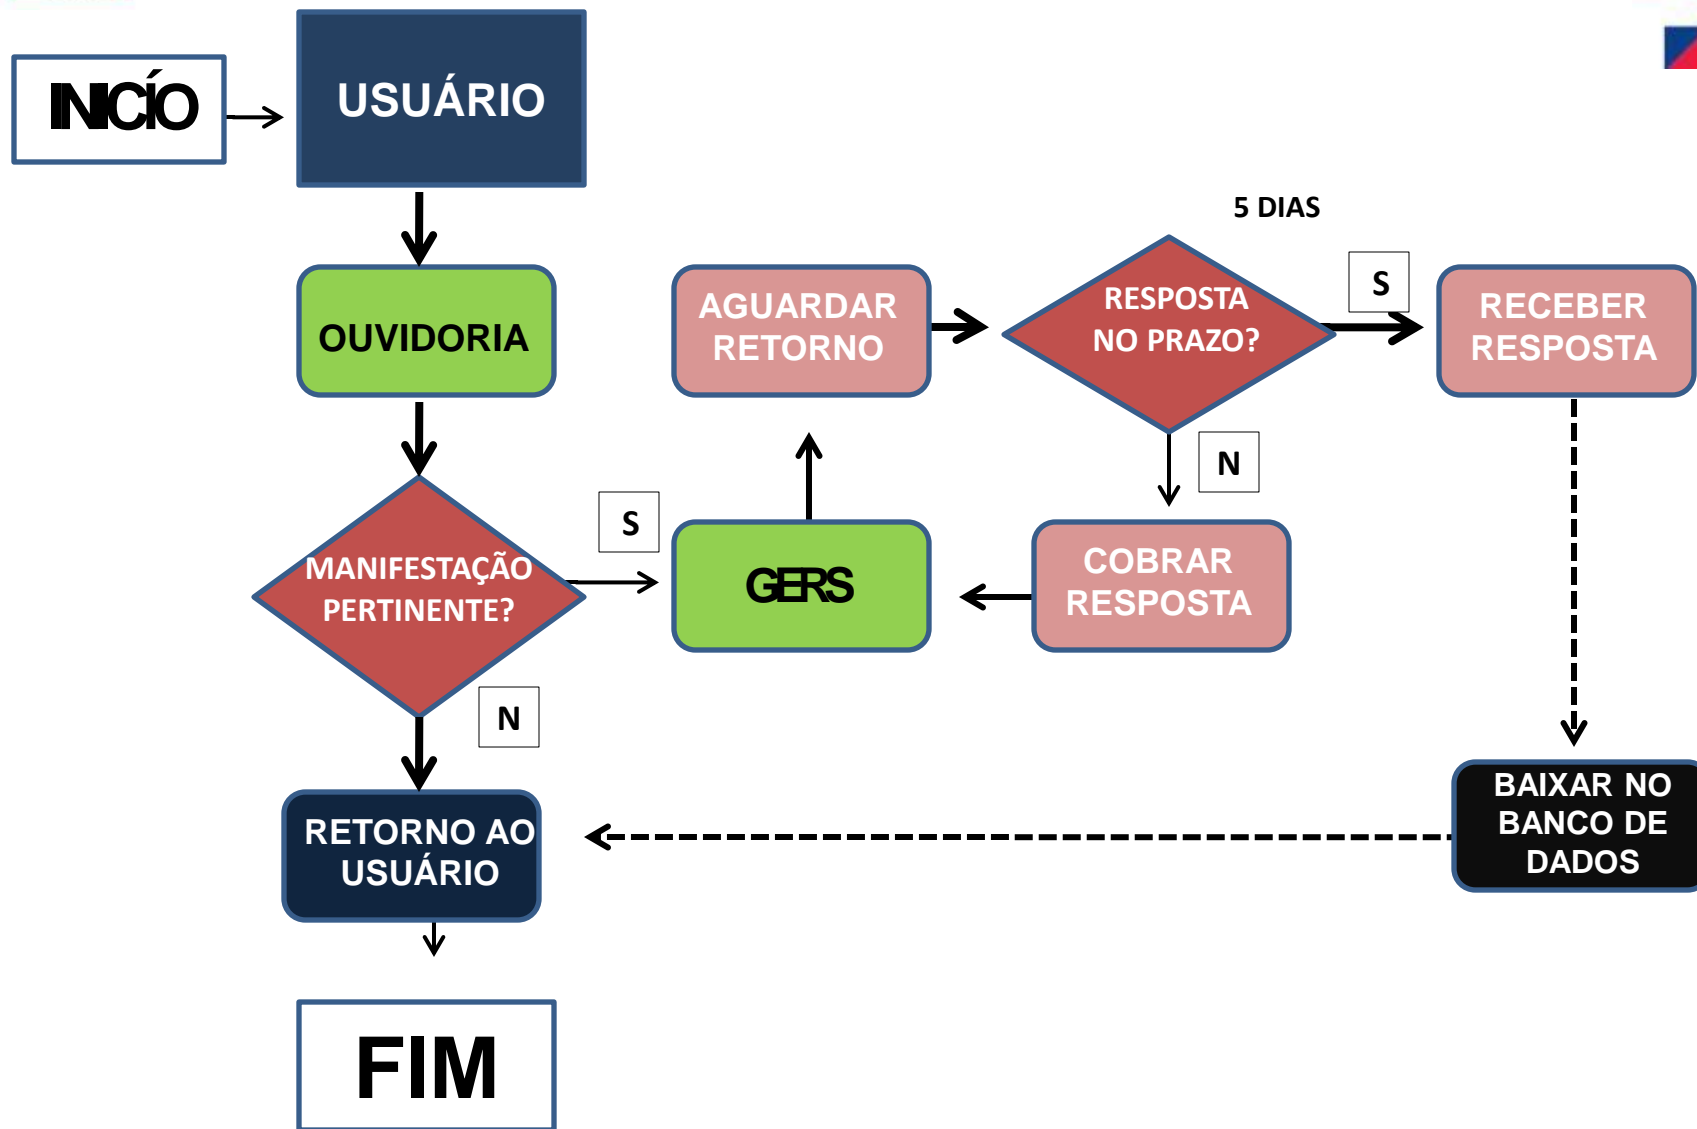 INICÍO
USUÁRIO
OUVIDORIA
MANIFESTAÇÃO
PERTINENTE?
S
N
GERS
AGUARDAR
RETORNO
5 DIAS
RESPOSTA
NO PRAZO?
S
N
RECEBER
RESPOSTA
COBRAR
RESPOSTA
BAIXAR NO
BANCO DE
DADOS
RETORNO AO
USUÁRIO
FIM